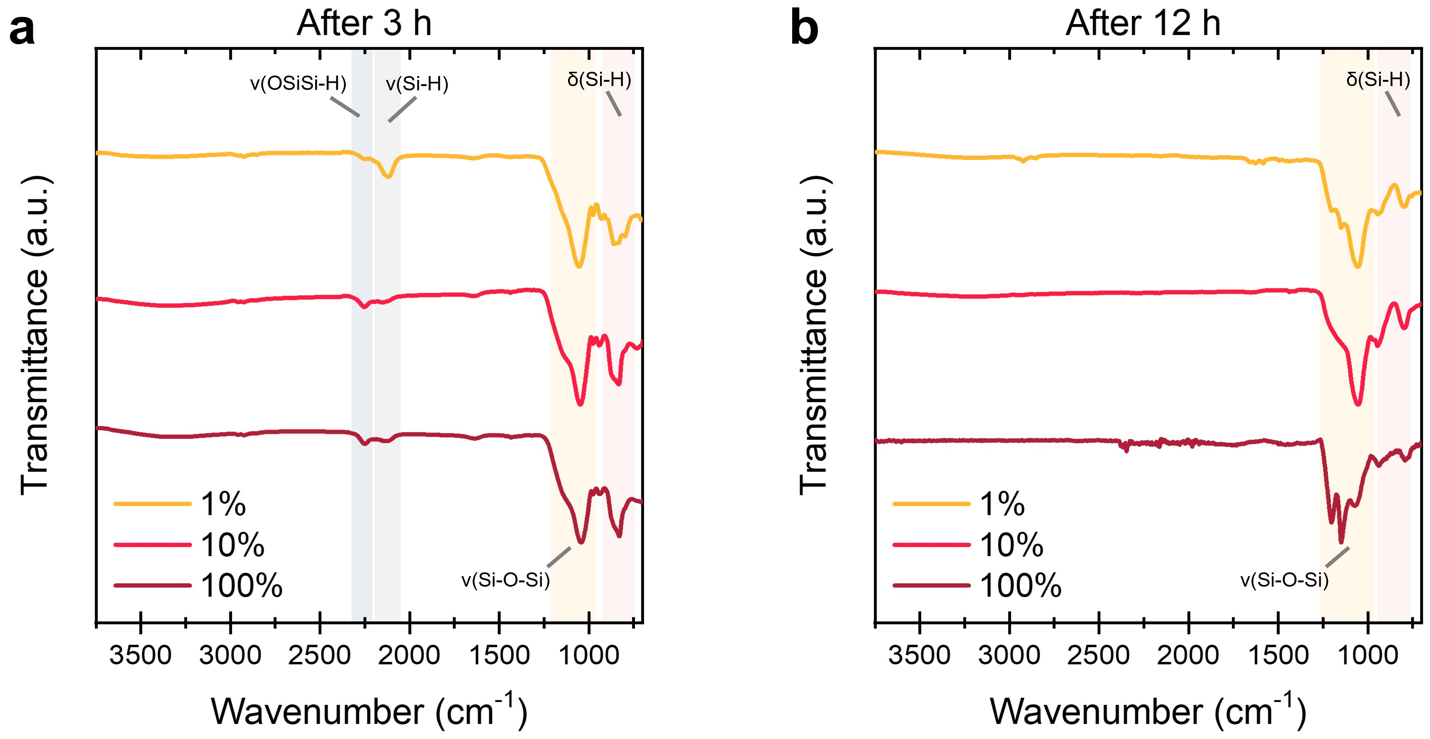 a
After 3 h
ν(OSiSi-H)
ν(Si-H)
δ(Si-H)
Transmittance (a.u.)
1%
10%
100%
ν(Si-O-Si)
3500 3000 2500 2000 1500 1000
Wavenumber (cm⁻¹)
b
After 12 h
δ(Si-H)
Transmittance (a.u.)
1%
10%
100%
ν(Si-O-Si)
3500 3000 2500 2000 1500 1000
Wavenumber (cm⁻¹)